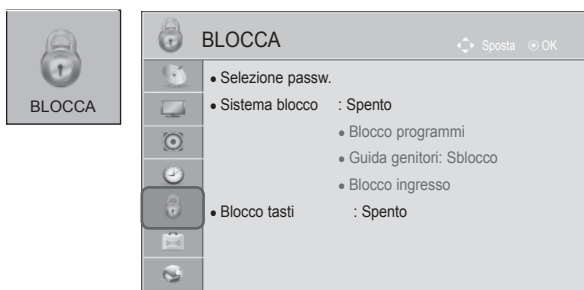 BLOCCA
BLOCCA
Sposta OK
• Selezione passw.
• Sistema blocco : Spento
• Blocco programmi
• Guida genitori: Sblocco
• Blocco ingresso
• Blocco tasti : Spento